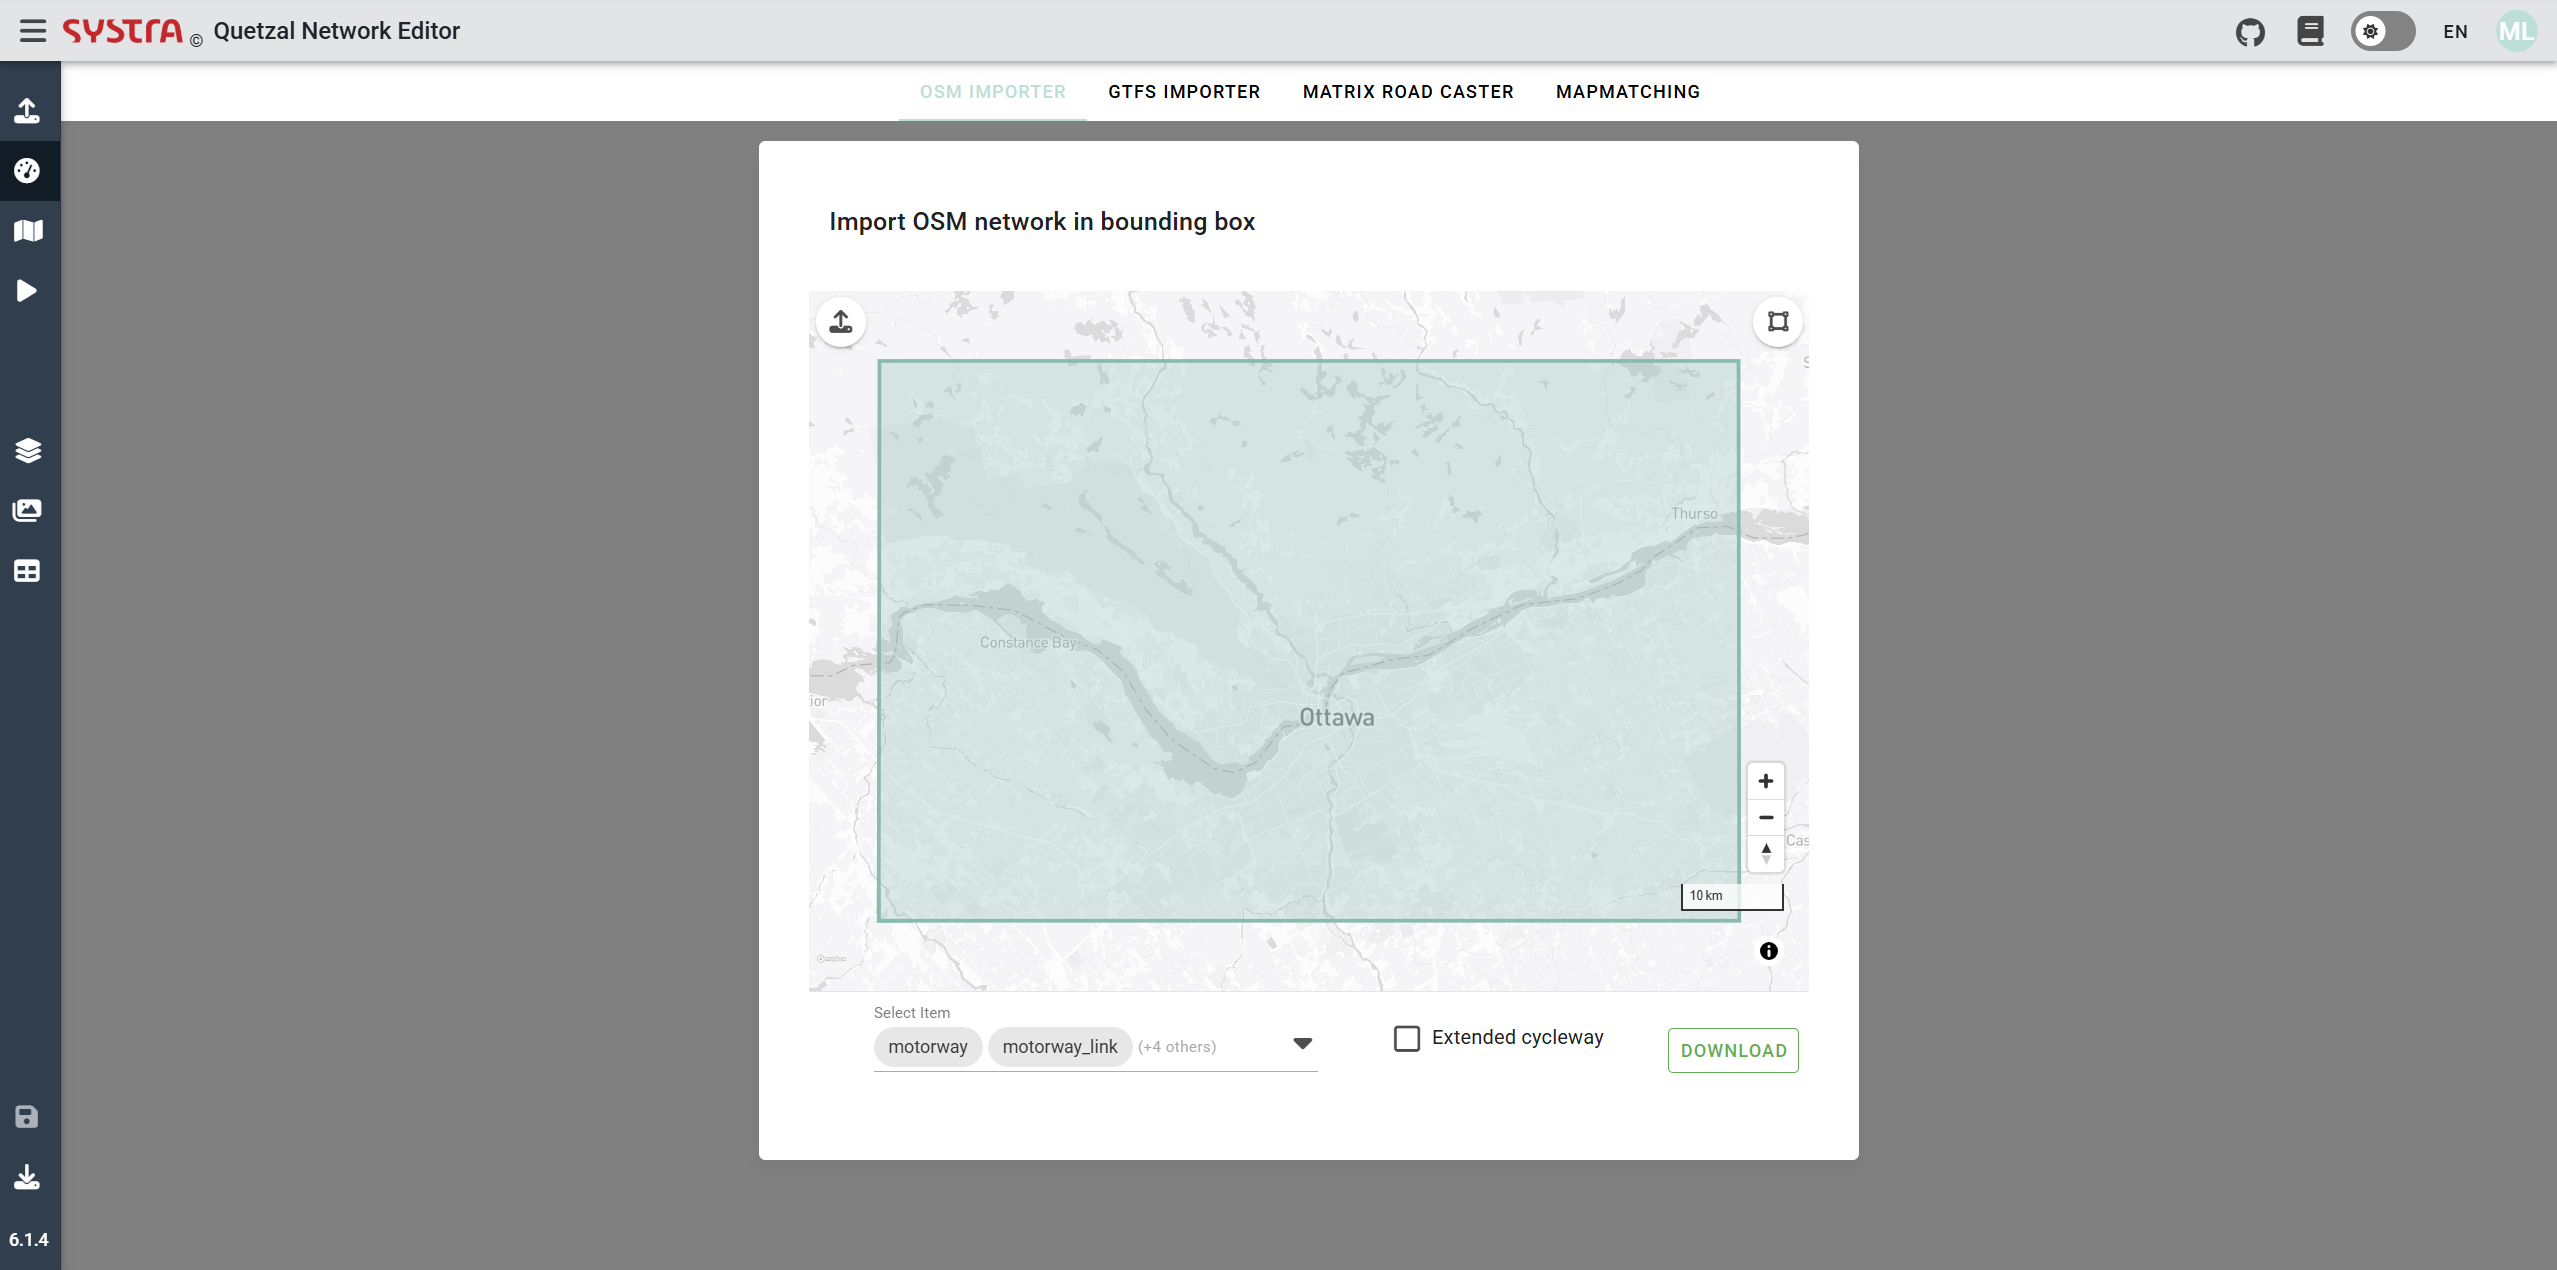 SYSTRA © Quetzal Network Editor
EN
ML
OSM IMPORTER
GTFS IMPORTER
MATRIX ROAD CASTER
MAPMATCHING
Import OSM network in bounding box
Thurso
Constance Bay
ior
Ottawa
Cas
10 km
Select Item
motorway
motorway_link
(+4 others)
Extended cycleway
DOWNLOAD
6.1.4